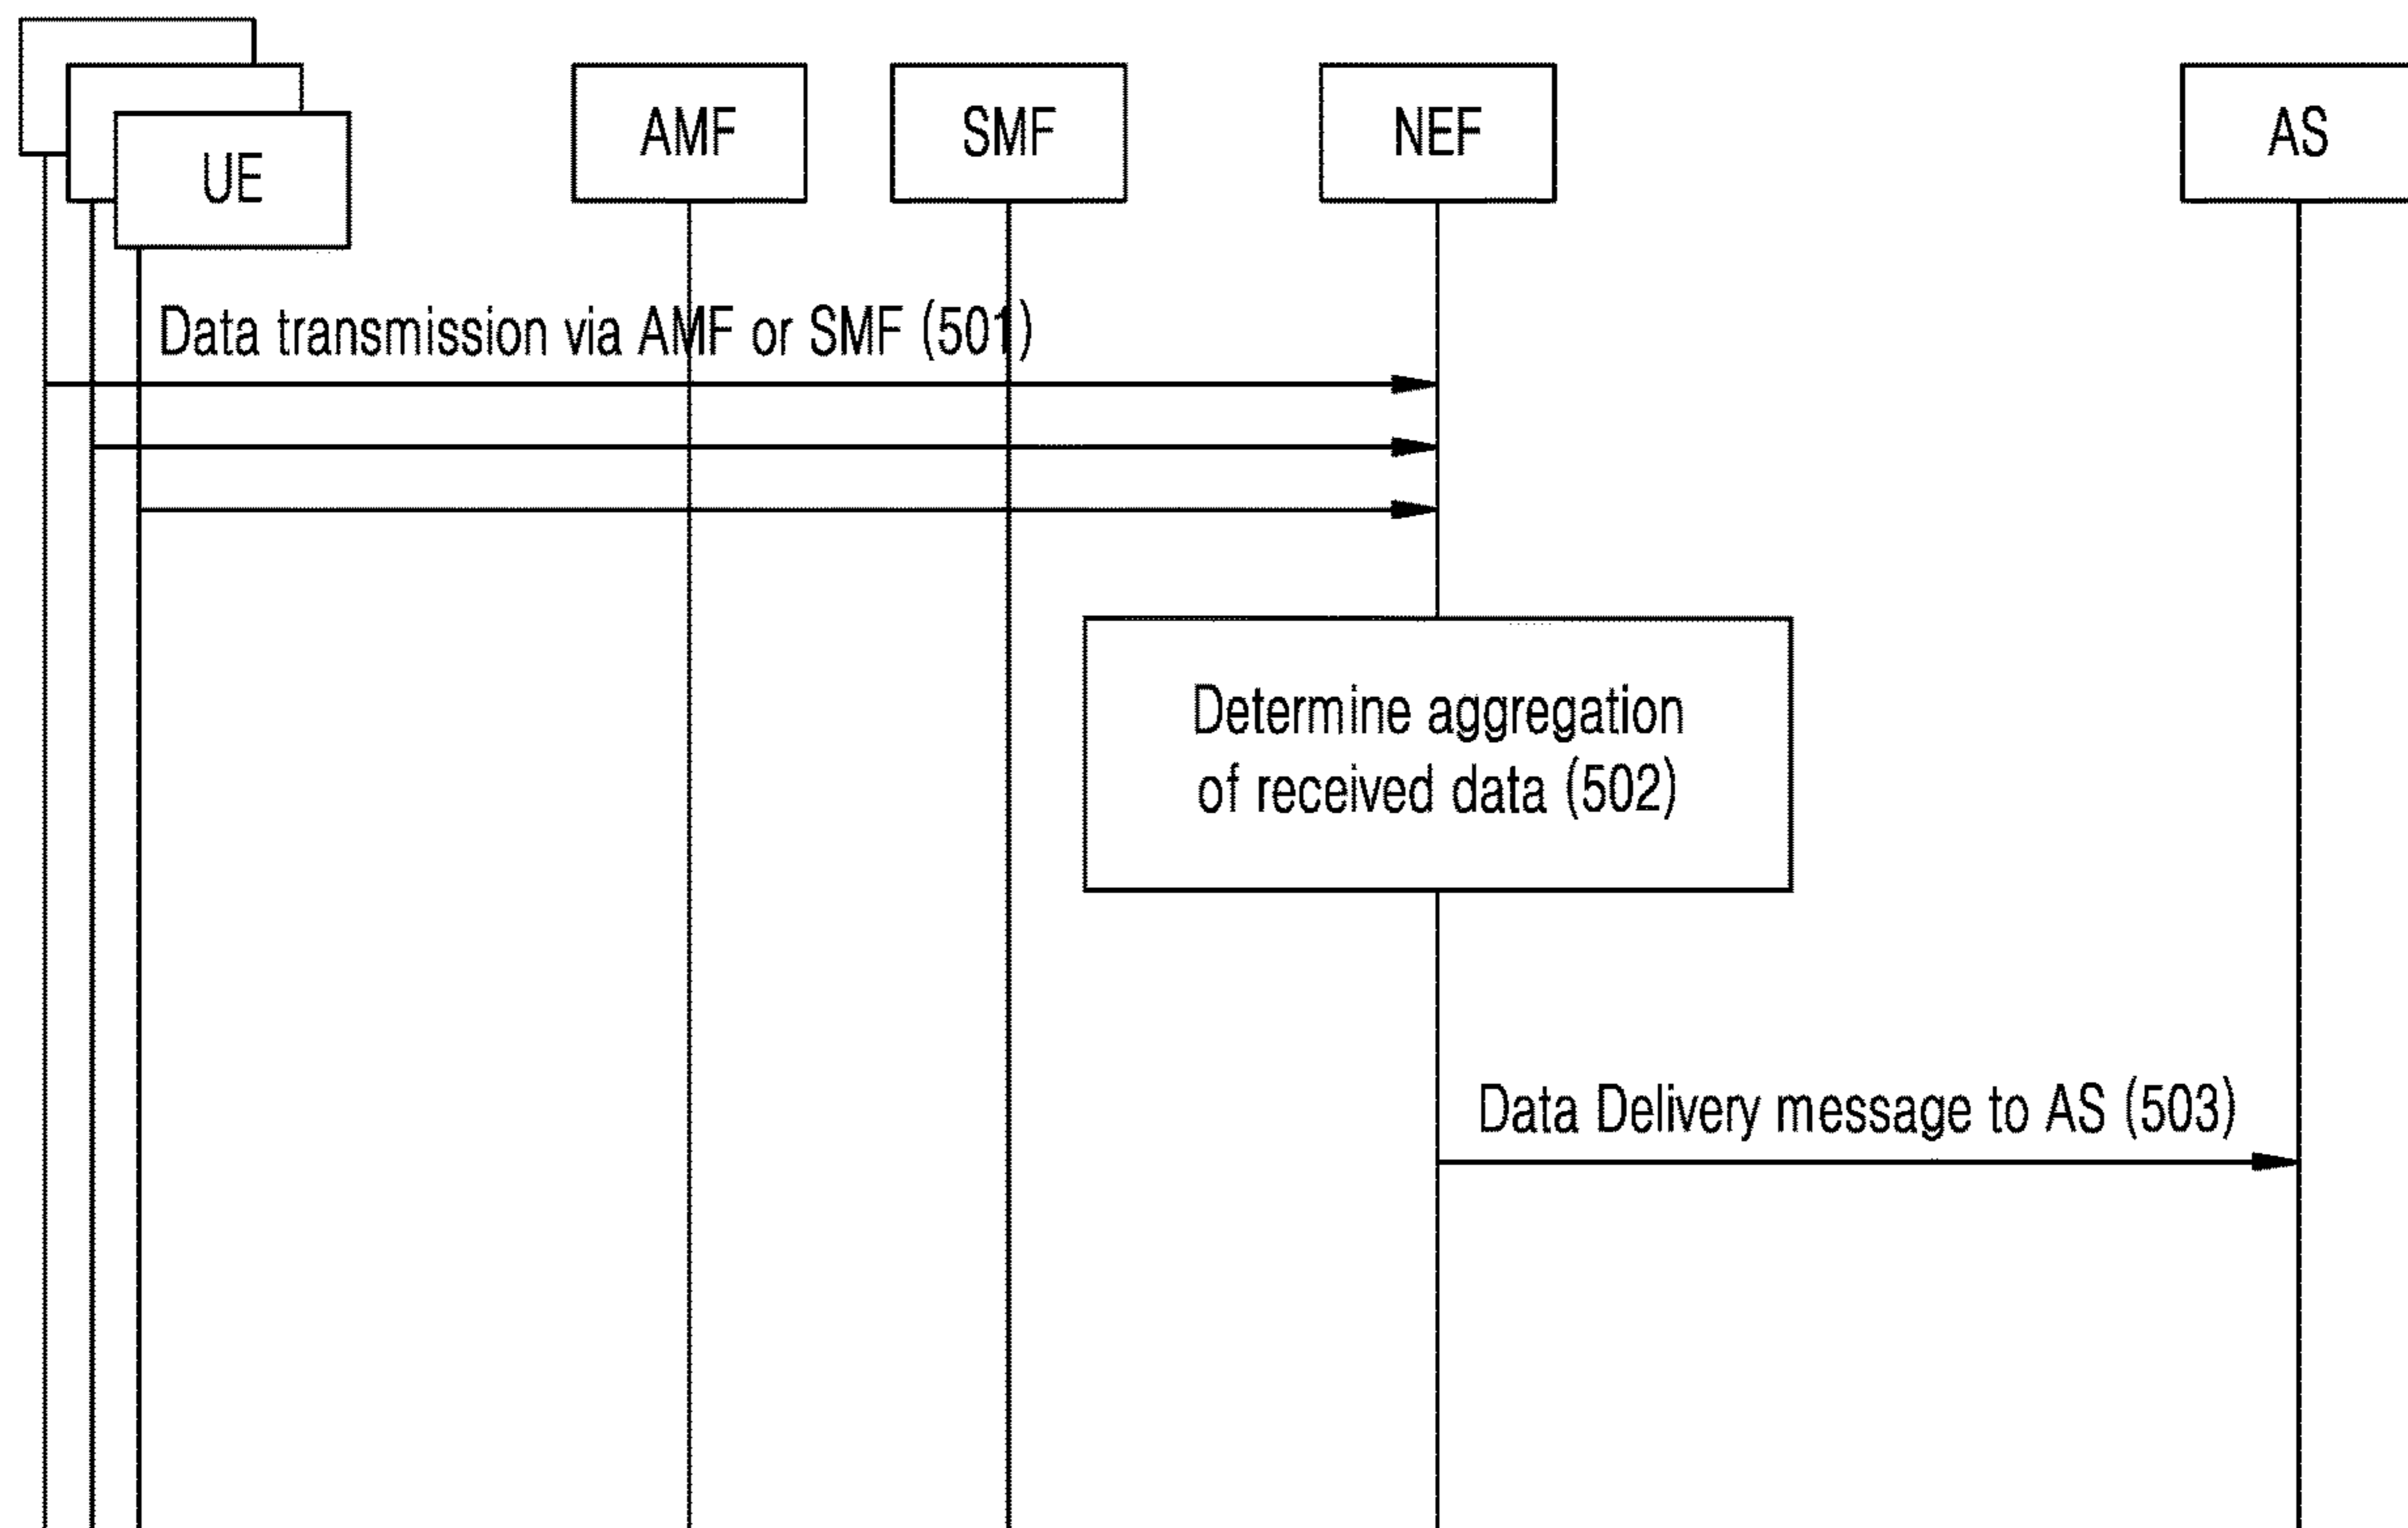 UE
AMF
SMF
NEF
AS
Data transmission via AMF or SMF (501)
Determine aggregation
of received data (502)
Data Delivery message to AS (503)